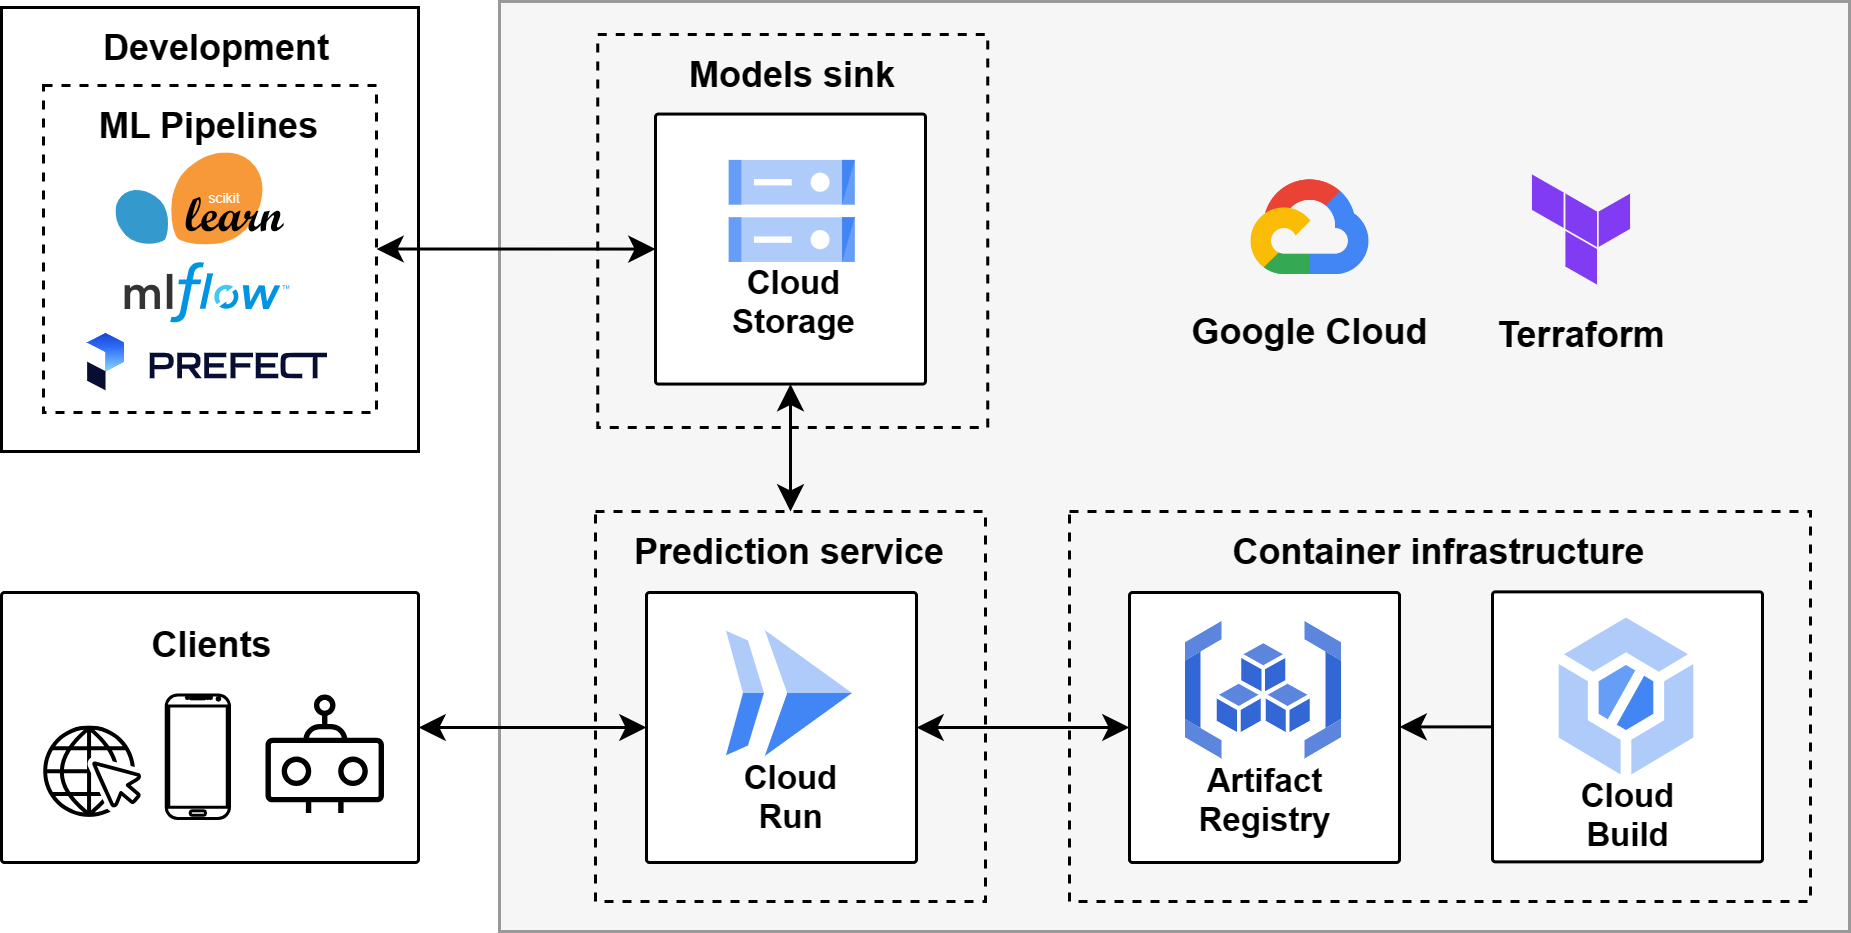 Development
ML Pipelines
scikit
learn
mlflow™
PREFECT
Models sink
Cloud
Storage
Google Cloud
Terraform
Clients
Prediction service
Cloud
Run
Container infrastructure
Artifact
Registry
Cloud
Build